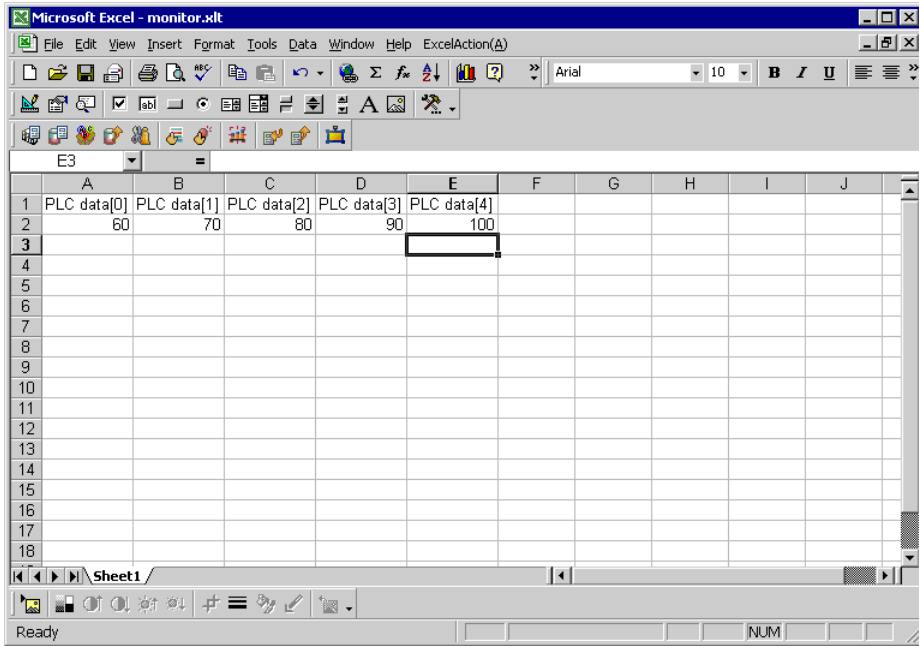 Microsoft Excel - monitor.xlt
File Edit View Insert Format Tools Data Window Help ExcelAction(A)
Arial 10 B I U
E3 =
A B C D E F G H I J
1 PLC data[0] PLC data[1] PLC data[2] PLC data[3] PLC data[4]
2 60 70 80 90 100
3
4
5
6
7
8
9
10
11
12
13
14
15
16
17
18
Sheet1
Ready NUM